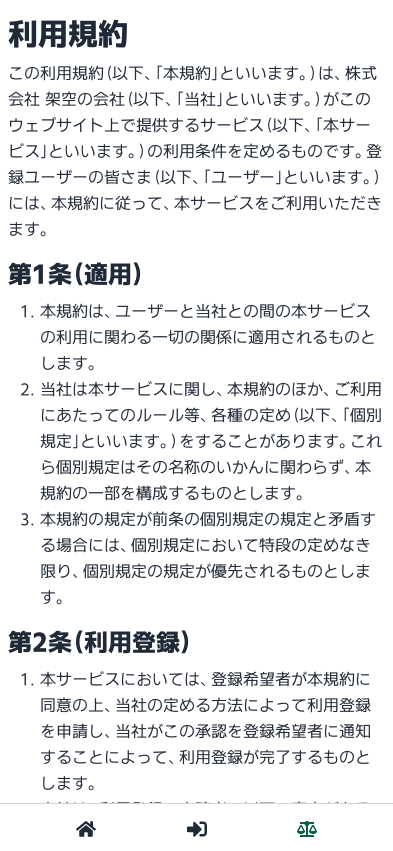 利用規約
この利用規約（以下、「本規約」といいます。）は、株式
会社 架空の会社（以下、「当社」といいます。）がこの
ウェブサイト上で提供するサービス（以下、「本サー
ビス」といいます。）の利用条件を定めるものです。登
録ユーザーの皆さま（以下、「ユーザー」といいます。）
には、本規約に従って、本サービスをご利用いただき
ます。
第1条（適用）
1. 本規約は、ユーザーと当社との間の本サービス
の利用に関わる一切の関係に適用されるものと
します。
2. 当社は本サービスに関し、本規約のほか、ご利用
にあたってのルール等、各種の定め（以下、「個別
規定」といいます。）をすることがあります。これ
ら個別規定はその名称のいかんに関わらず、本
規約の一部を構成するものとします。
3. 本規約の規定が前条の個別規定の規定と矛盾す
る場合には、個別規定において特段の定めなき
限り、個別規定の規定が優先されるものとしま
す。
第2条（利用登録）
1. 本サービスにおいては、登録希望者が本規約に
同意の上、当社の定める方法によって利用登録
を申請し、当社がこの承認を登録希望者に通知
することによって、利用登録が完了するものと
します。